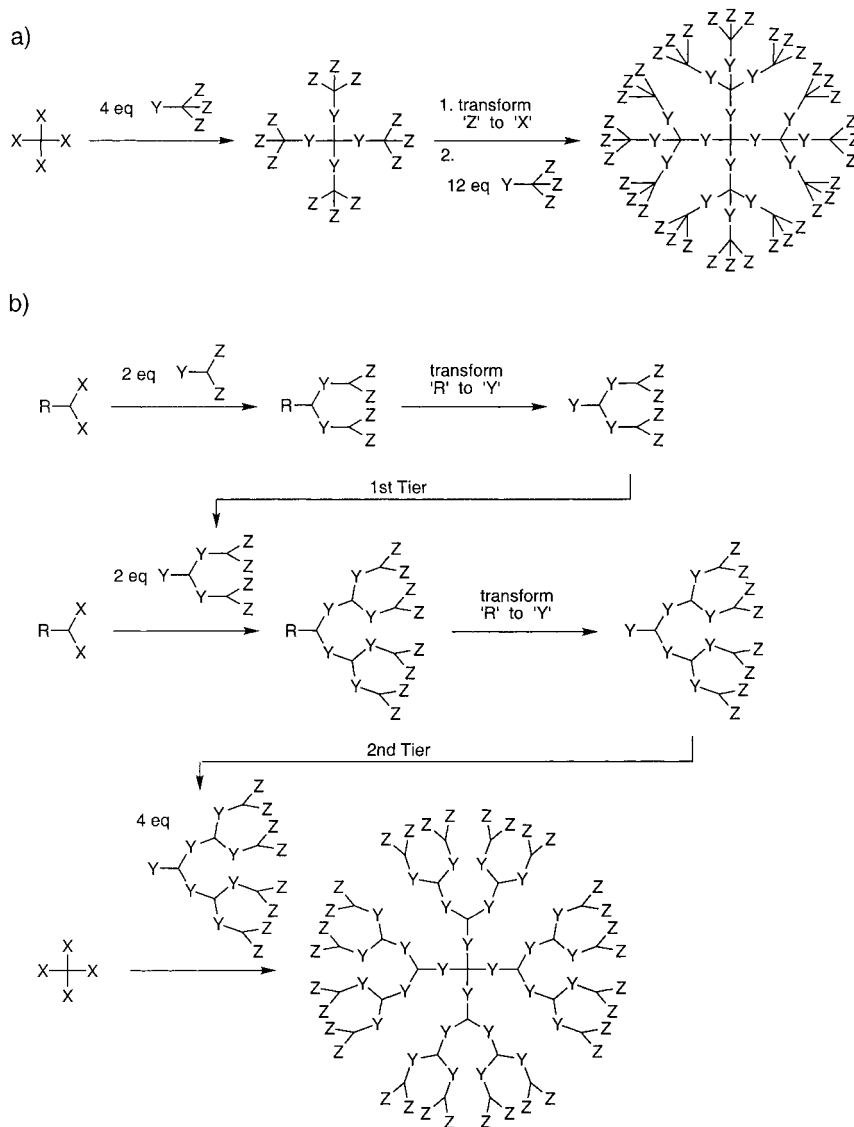 a)
X
X X
X
4 eq Y Z
Z
Z
Z
Z Z
Y
Z Z
Z Y Y Z
Z Z
Y
Z Z
Z
1. transform
'Z' to 'X'
2.
12 eq Y Z
Z
Z
Z
Z Z
Z Z
Z Z
Z Z
Y
Y Y
Z Z
Z Z
Z Z
Y Y
Y
Z Z
Z Y Y Y Y Z
Z Z
Y
Y Y
Z Z
Z Z
Z Z
Y Y
Y
Z Z
Z Z
Z Z
Z Z
Z
b)
R X
X
2 eq Y Z
Z
R Y Z
Z
Y Z
Z
transform
'R' to 'Y'
Y Y Z
Z
Y Z
Z
1st Tier
2 eq Y Y Z
Z
Y Z
Z
R X
X
R
Z
Y Z
Y Z
Y Z
Y Y Z
Z
Y Z
Z
transform
'R' to 'Y'
Y
Z
Y Z
Y Z
Y Z
Y Y Z
Z
Y Z
Z
2nd Tier
4 eq
Y
Z
Y Z
Y Z
Y Z
Y Y Z
Z
Y Z
Z
X
X X
X
Z Z Z Z
Z Z Z Z
Y Y Y Y
Y Y
Y
Z Z
Z Y Y Z
Z Y Y Y Y Z
Z Z
Y Y
Z Y Y Y Y Z
Z Z
Z Y Y Z
Z Z
Y
Y Y
Y Y Y Y
Z Z Z Z
Z Z Z Z